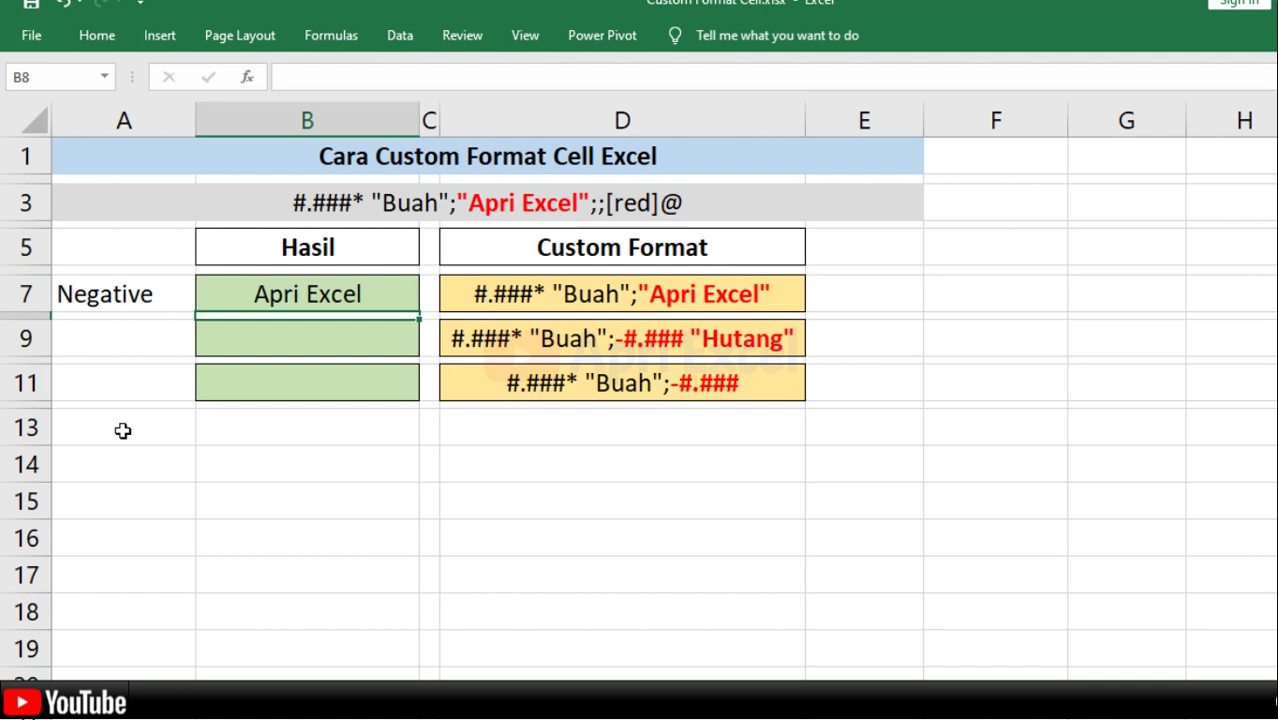 Custom Format Cell.xlsx - Excel
Sign in
File Home Insert Page Layout Formulas Data Review View Power Pivot Tell me what you want to do
B8 fx
A B C D E F G H
1 Cara Custom Format Cell Excel
3 #.###* "Buah";"Apri Excel";;[red]@
5 Hasil Custom Format
7 Negative Apri Excel #.###* "Buah";"Apri Excel"
9 #.###* "Buah";-#.### "Hutang"
Apri Excel
11 #.###* "Buah";-#.###
13
14
15
16
17
18
19
YouTube